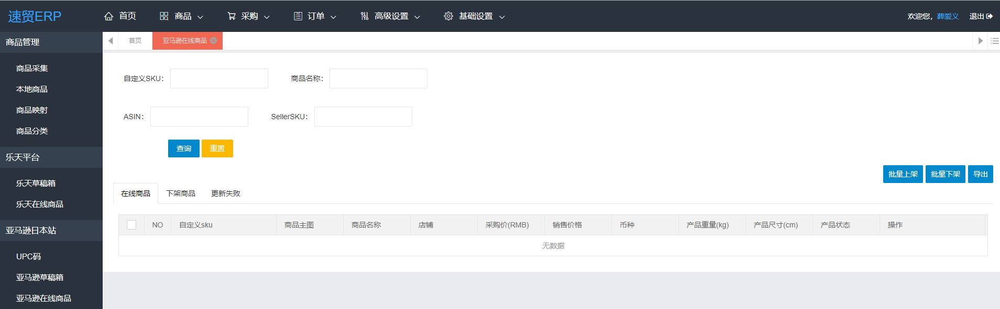 速贸ERP
首页
商品
采购
订单
高级设置
基础设置
欢迎您，葬爱义
退出
商品管理
商品采集
本地商品
商品映射
商品分类
乐天平台
乐天草稿箱
乐天在线商品
亚马逊日本站
UPC码
亚马逊草稿箱
亚马逊在线商品
首页
亚马逊在线商品
自定义SKU：
商品名称：
ASIN：
SellerSKU：
查询
重置
批量上架
批量下架
导出
在线商品
下架商品
更新失败
NO
自定义sku
商品主图
商品名称
店铺
采购价(RMB)
销售价格
币种
产品重量(kg)
产品尺寸(cm)
产品状态
操作
无数据